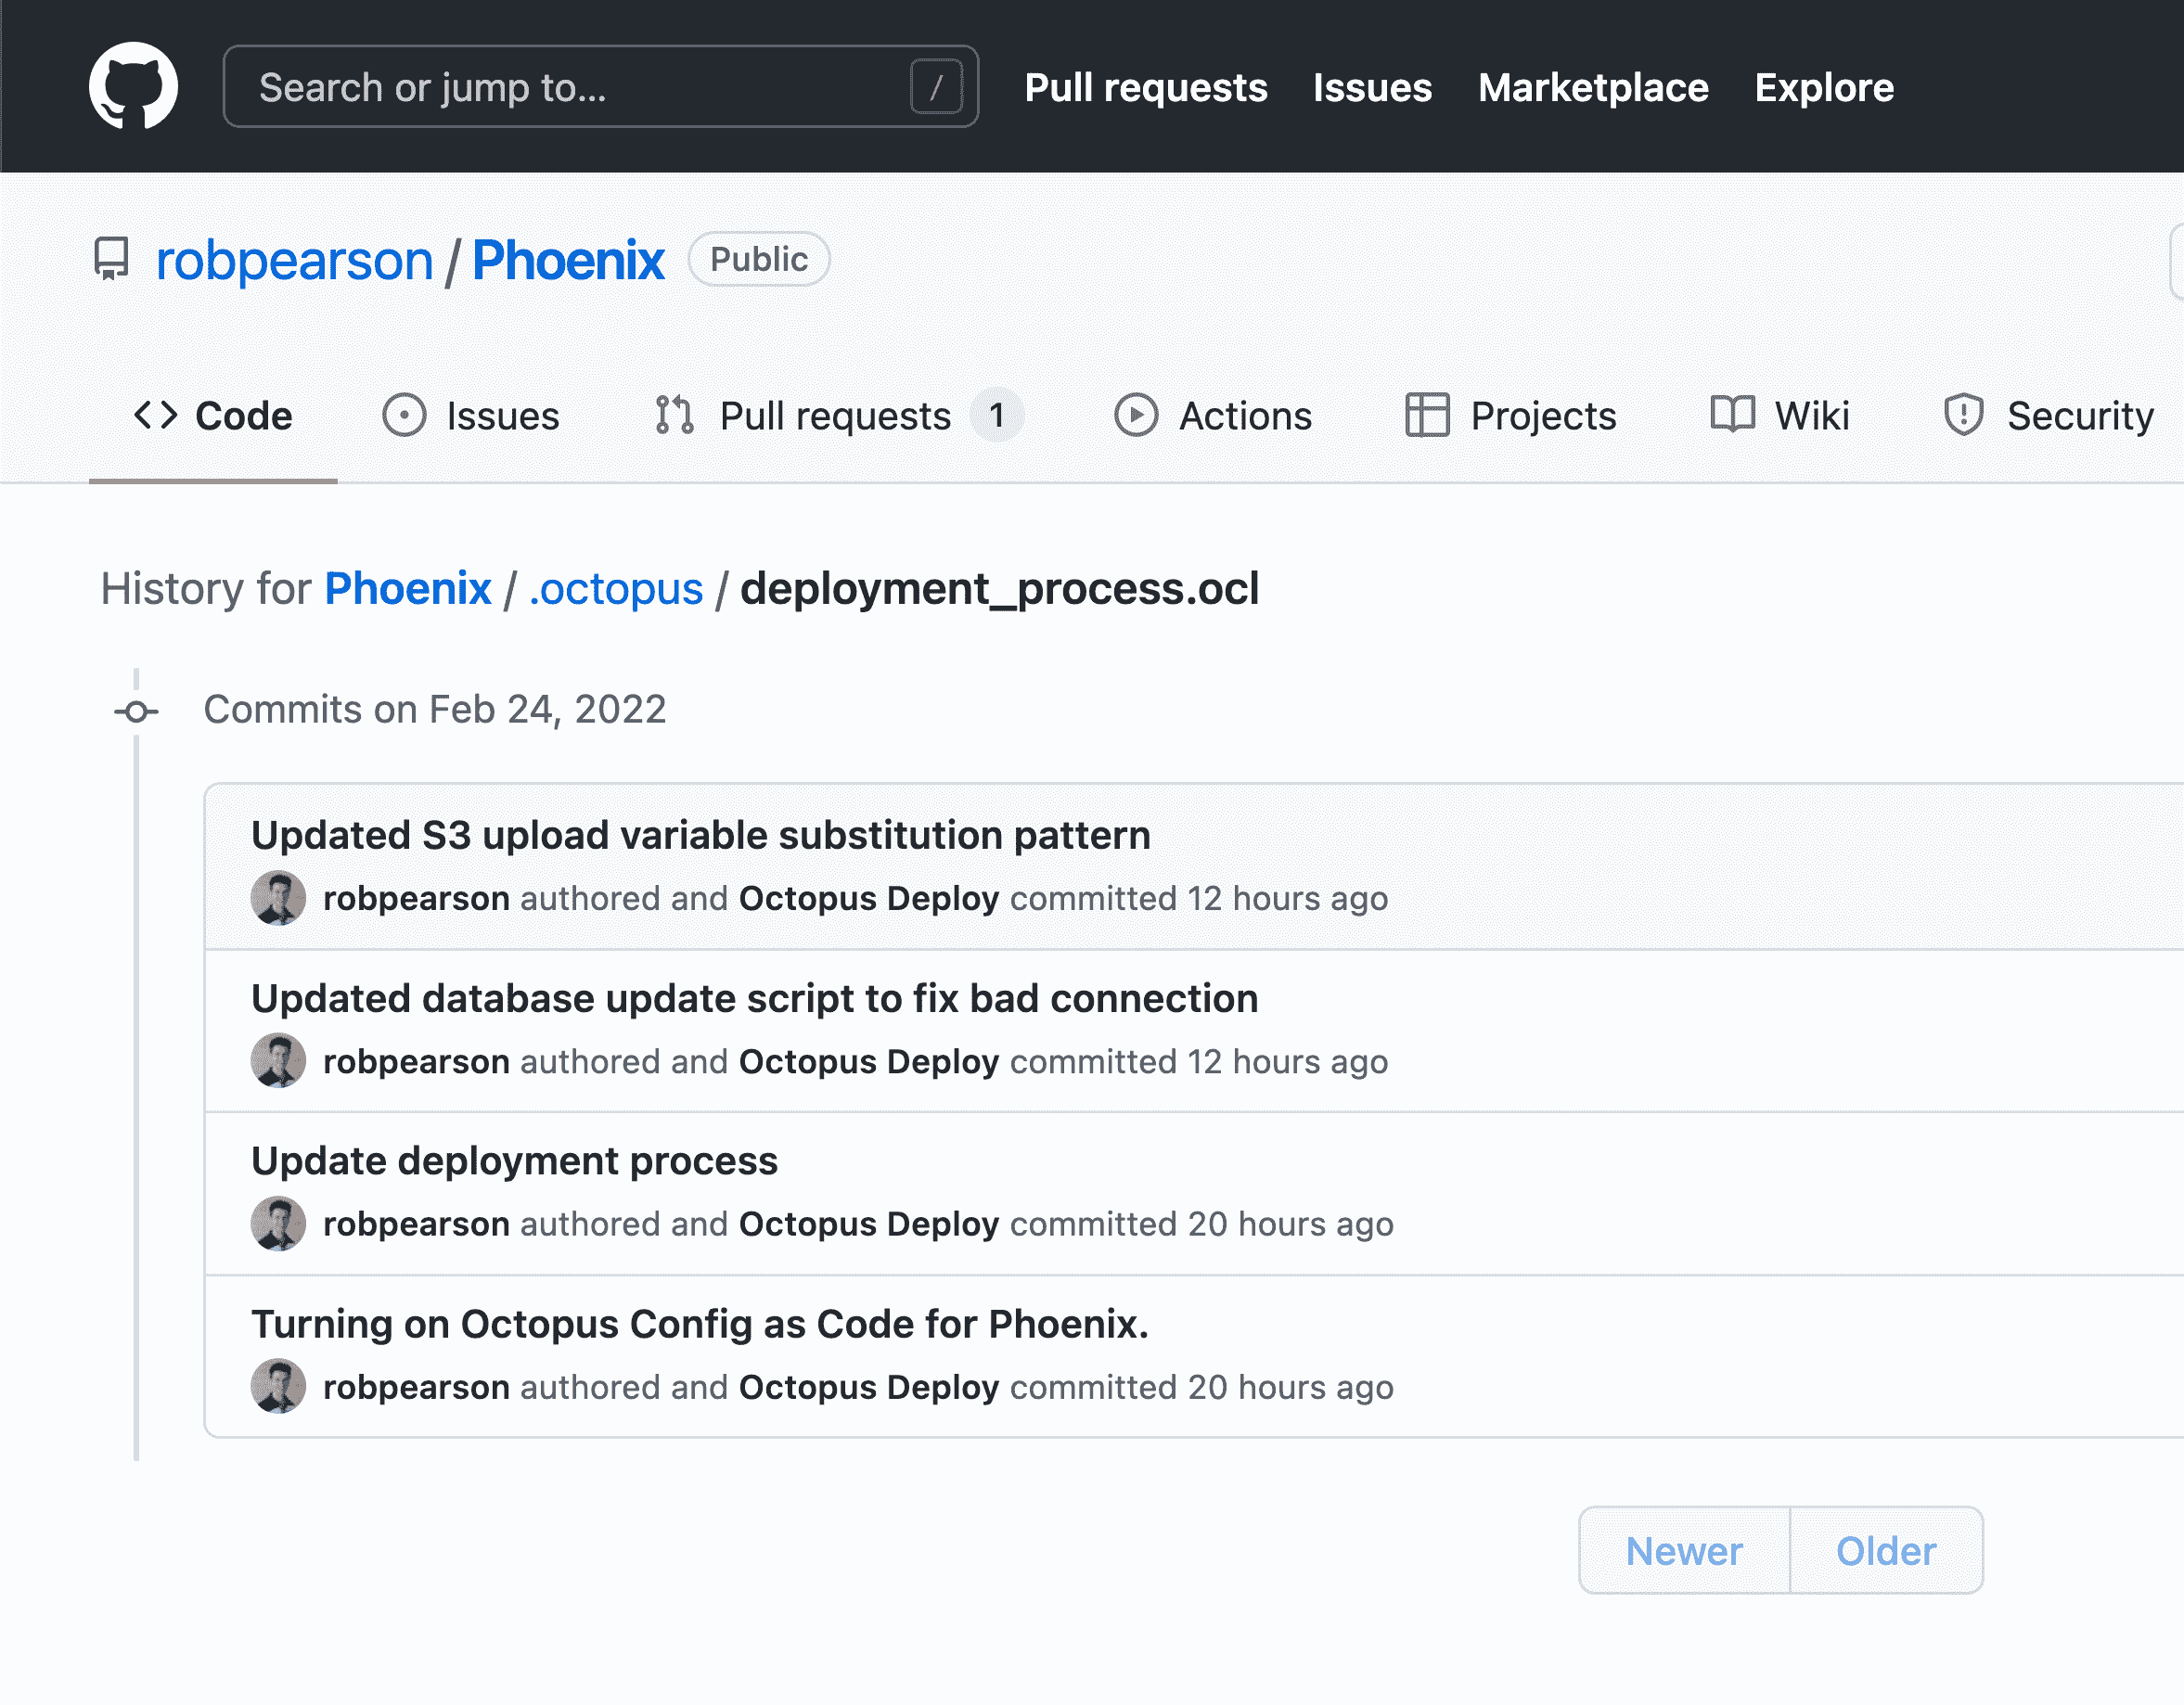 Search or jump to... / Pull requests Issues Marketplace Explore
robpearson / Phoenix Public
Code Issues Pull requests 1 Actions Projects Wiki Security
History for Phoenix / .octopus / deployment_process.ocl
Commits on Feb 24, 2022
Updated S3 upload variable substitution pattern
robpearson authored and Octopus Deploy committed 12 hours ago
Updated database update script to fix bad connection
robpearson authored and Octopus Deploy committed 12 hours ago
Update deployment process
robpearson authored and Octopus Deploy committed 20 hours ago
Turning on Octopus Config as Code for Phoenix.
robpearson authored and Octopus Deploy committed 20 hours ago
Newer Older